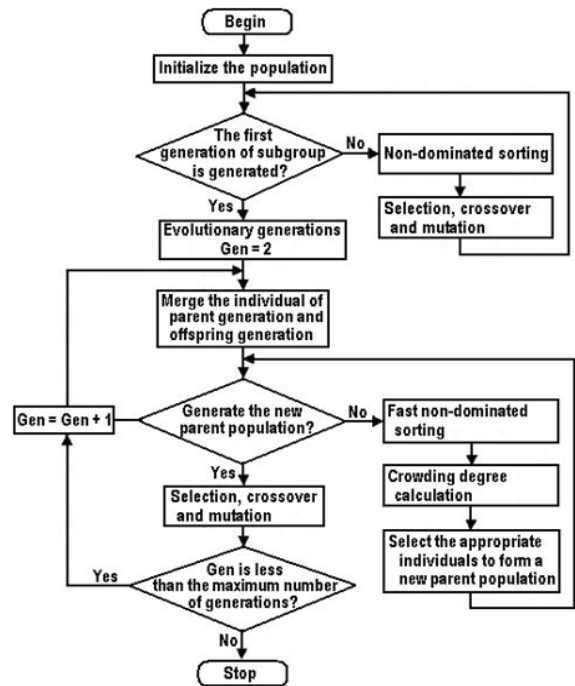 Begin
Initialize the population
The first
generation of subgroup
is generated?
No
Non-dominated sorting
Selection, crossover
and mutation
Yes
Evolutionary generations
Gen = 2
Merge the individual of
parent generation and
offspring generation
Gen = Gen + 1
Generate the new
parent population?
No
Fast non-dominated
sorting
Crowding degree
calculation
Select the appropriate
individuals to form a
new parent population
Yes
Selection, crossover
and mutation
Gen is less
than the maximum number
of generations?
Yes
No
Stop